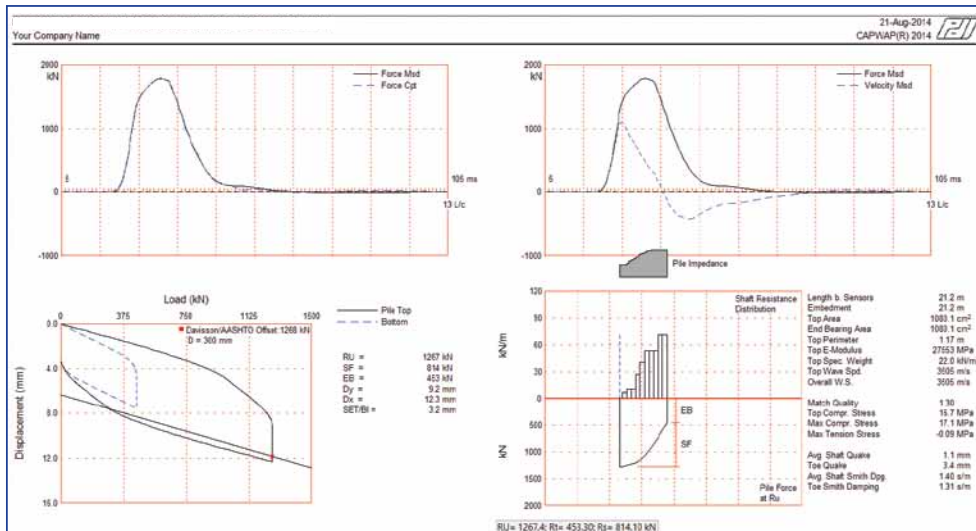 21-Aug-2014
Your Company Name
CAPWAP(R) 2014
2000
kN
1000
0
-1000
Force Msd
Force Cpt
105 ms
13 L/c
2000
kN
1000
0
-1000
Force Msd
Velocity Msd
105 ms
13 L/c
Pile Impedance
Load (kN)
0.0
375
750
1125
1500
0.0
4.0
8.0
12.0
16.0
Displacement (mm)
Davisson/AASHTO Offset: 1268 kN
D = 360 mm
Pile Top
Bottom
RU = 1267 kN
SF = 814 kN
EB = 453 kN
Dy = 9.2 mm
Dx = 12.3 mm
SET/Bl = 3.2 mm
120
90
60
30
0
kN/m
Shaft Resistance
Distribution
500
1000
1500
2000
kN
EB
SF
Pile Force
at Ru
RU= 1267.4; Rt= 453.30; Rs= 814.10 kN
Length b. Sensors 21.2 m
Embedment 21.2 m
Top Area 1083.1 cm²
End Bearing Area 1083.1 cm²
Top Perimeter 1.17 m
Top E-Modulus 27553 MPa
Top Spec. Weight 22.0 kN/m
Top Wave Spd. 3505 m/s
Overall W.S. 3505 m/s
Match Quality 1.30
Top Compr. Stress 16.7 MPa
Max Compr. Stress 17.1 MPa
Max Tension Stress -0.09 MPa
Avg. Shaft Quake 1.1 mm
Toe Quake 3.4 mm
Avg. Shaft Smith Dpg. 1.40 s/m
Toe Smith Damping 1.31 s/m